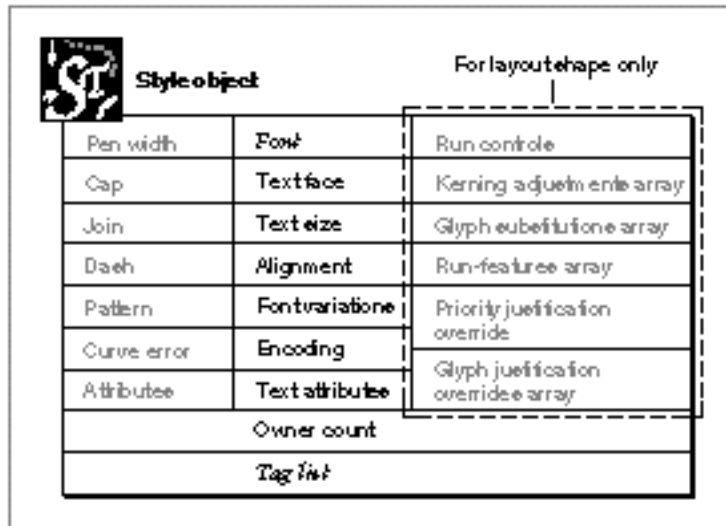 For layout shape only
Style object
Pen width
Font
Run controls
Cap
Text face
Kerning adjustments array
Join
Text size
Glyph substitutions array
Dash
Alignment
Run-features array
Pattern
Font variations
Priority justification
override
Curve error
Encoding
Glyph justification
overrides array
Attributes
Text attributes
Owner count
Tag list